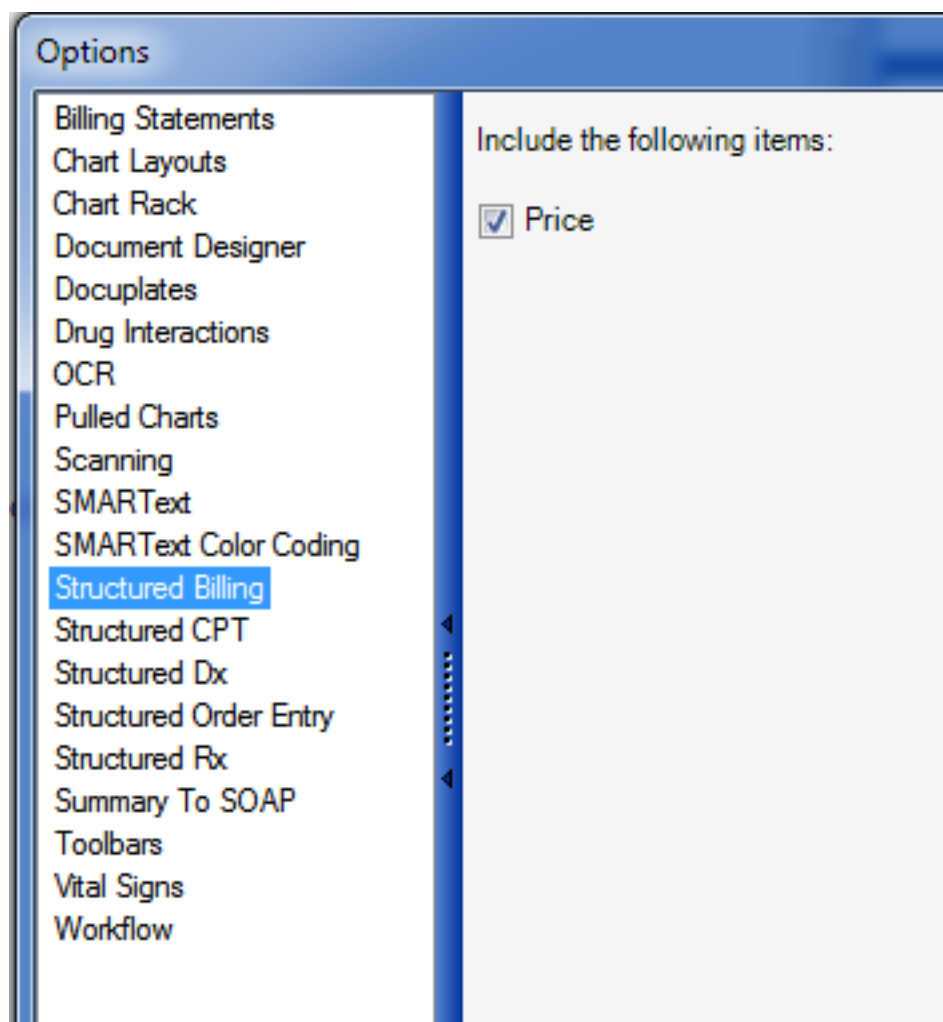 Options
Billing Statements
Chart Layouts
Chart Rack
Document Designer
Docuplates
Drug Interactions
OCR
Pulled Charts
Scanning
SMARText
SMARText Color Coding
Structured Billing
Structured CPT
Structured Dx
Structured Order Entry
Structured Rx
Summary To SOAP
Toolbars
Vital Signs
Workflow
Include the following items:
Price